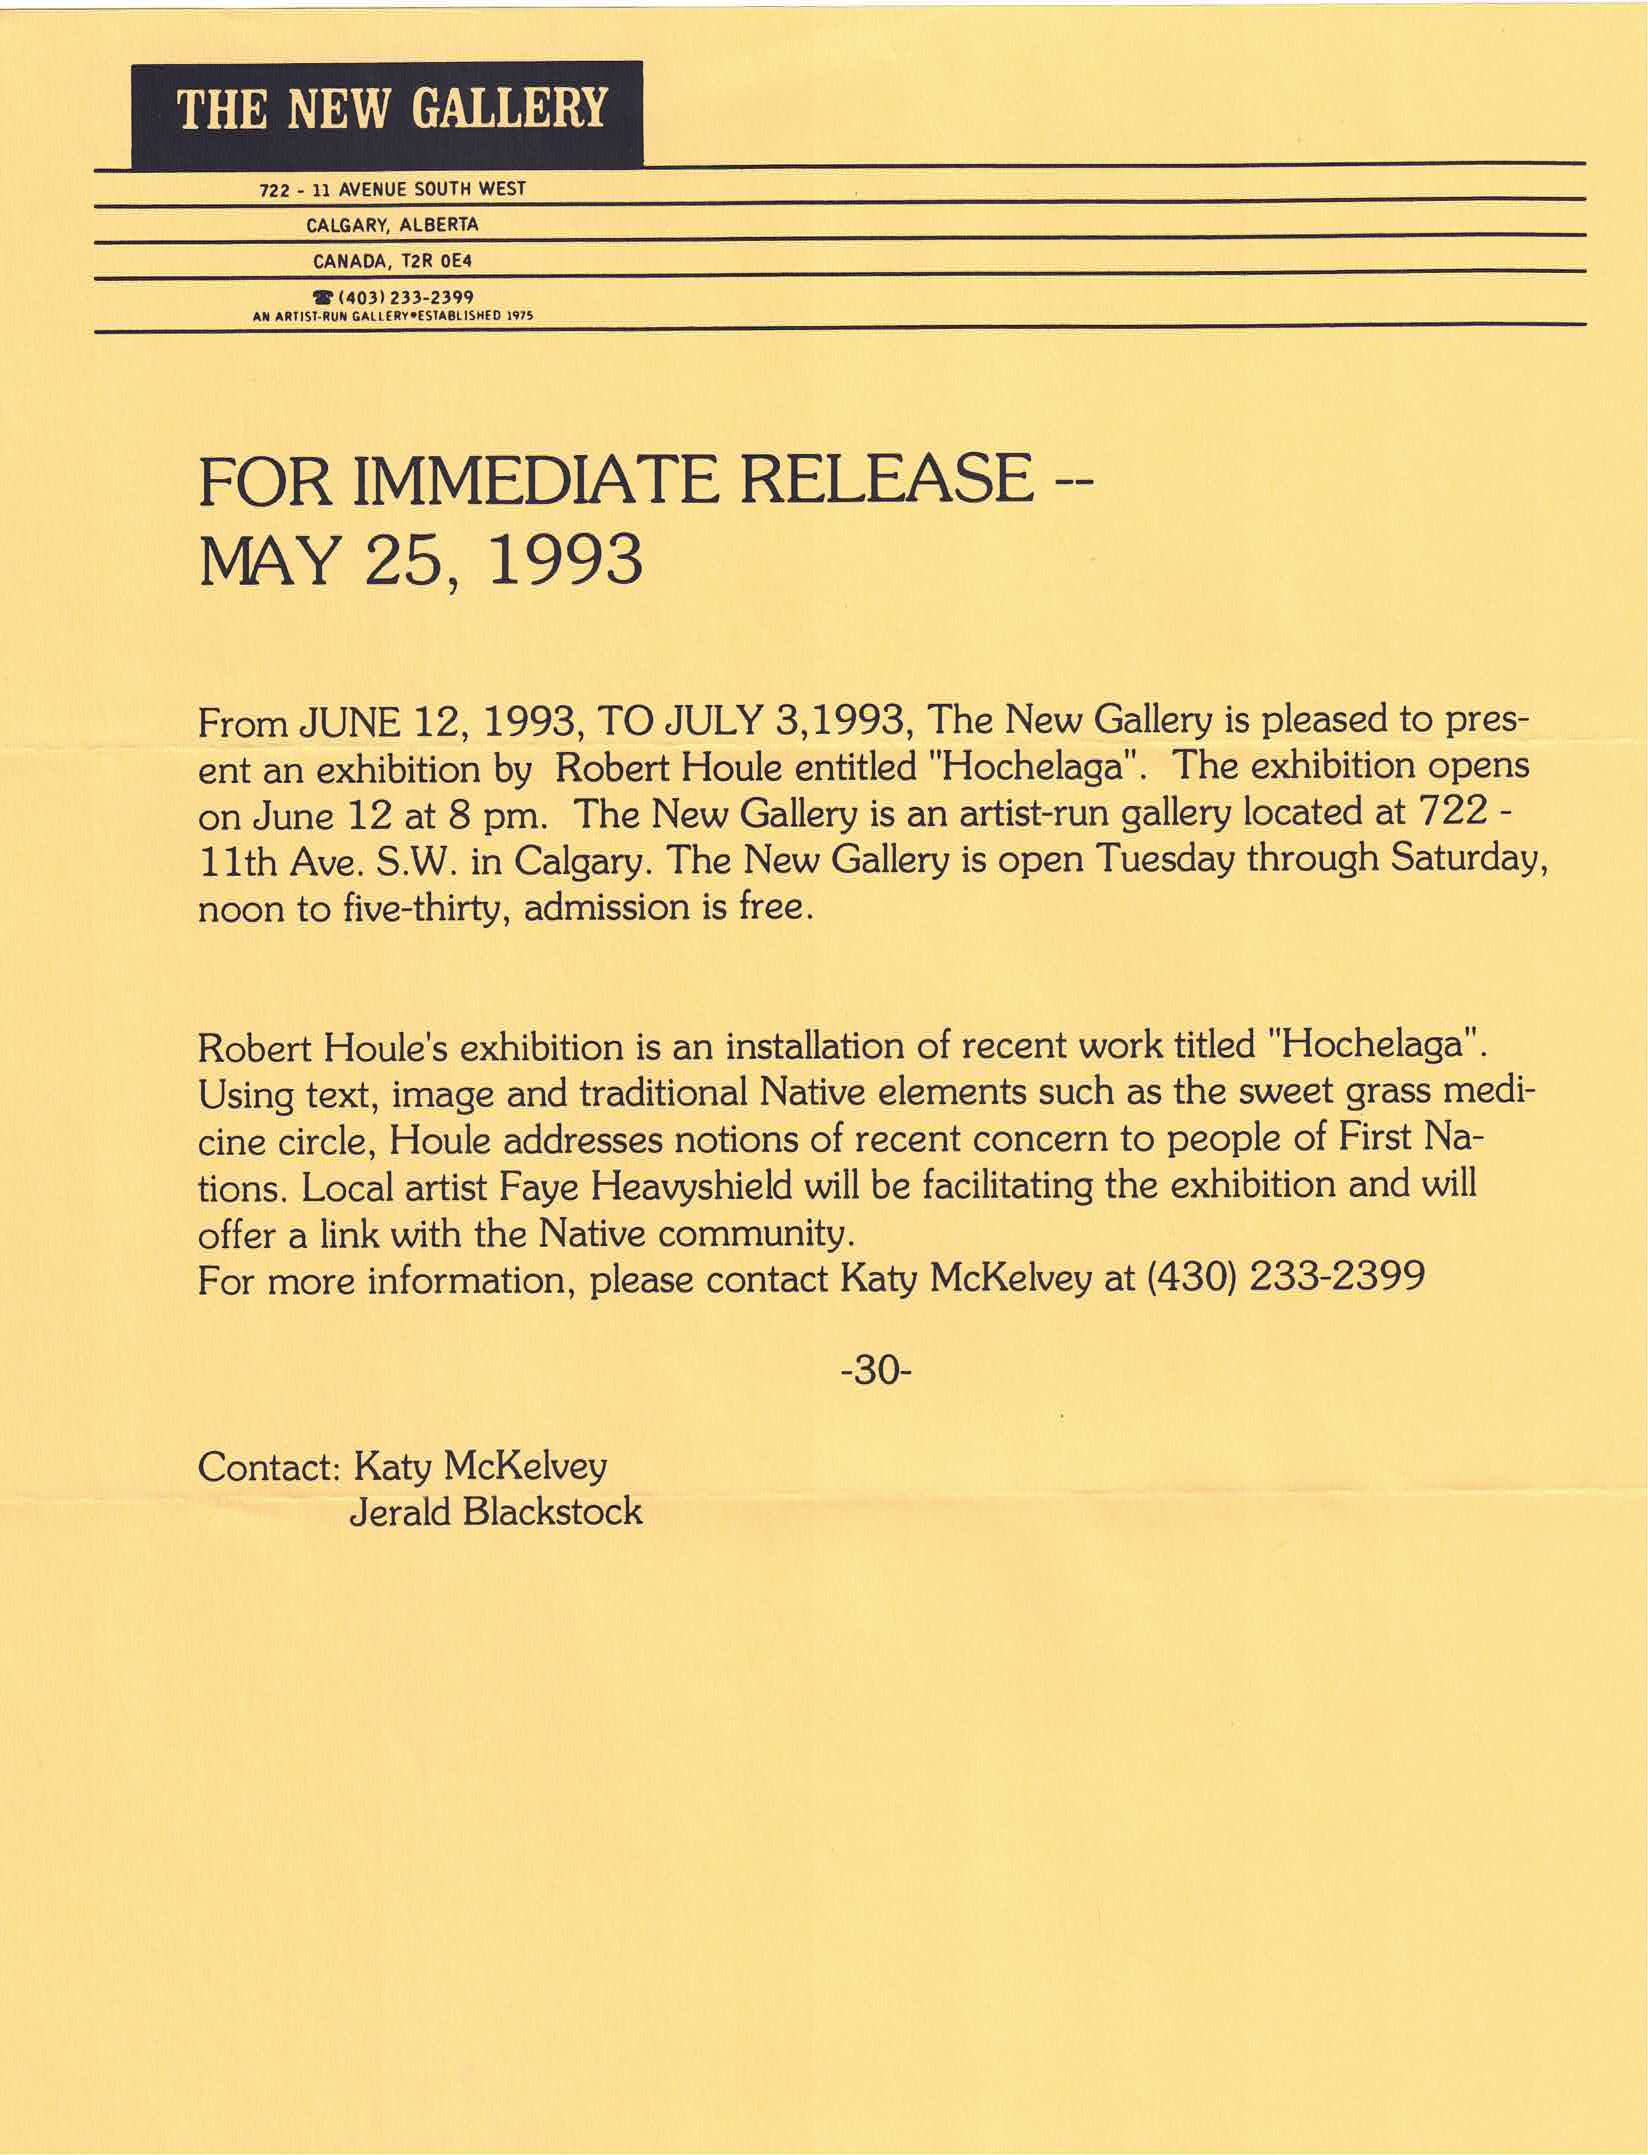 THE NEW GALLERY
722 - 11 AVENUE SOUTH WEST
CALGARY, ALBERTA
CANADA, T2R 0E4
☎ (403) 233-2399
AN ARTIST-RUN GALLERY•ESTABLISHED 1975
FOR IMMEDIATE RELEASE --
MAY 25, 1993
From JUNE 12, 1993, TO JULY 3,1993, The New Gallery is pleased to pres-
ent an exhibition by Robert Houle entitled "Hochelaga". The exhibition opens
on June 12 at 8 pm. The New Gallery is an artist-run gallery located at 722 -
11th Ave. S.W. in Calgary. The New Gallery is open Tuesday through Saturday,
noon to five-thirty, admission is free.
Robert Houle's exhibition is an installation of recent work titled "Hochelaga".
Using text, image and traditional Native elements such as the sweet grass medi-
cine circle, Houle addresses notions of recent concern to people of First Na-
tions. Local artist Faye Heavyshield will be facilitating the exhibition and will
offer a link with the Native community.
For more information, please contact Katy McKelvey at (430) 233-2399
-30-
Contact: Katy McKelvey
Jerald Blackstock